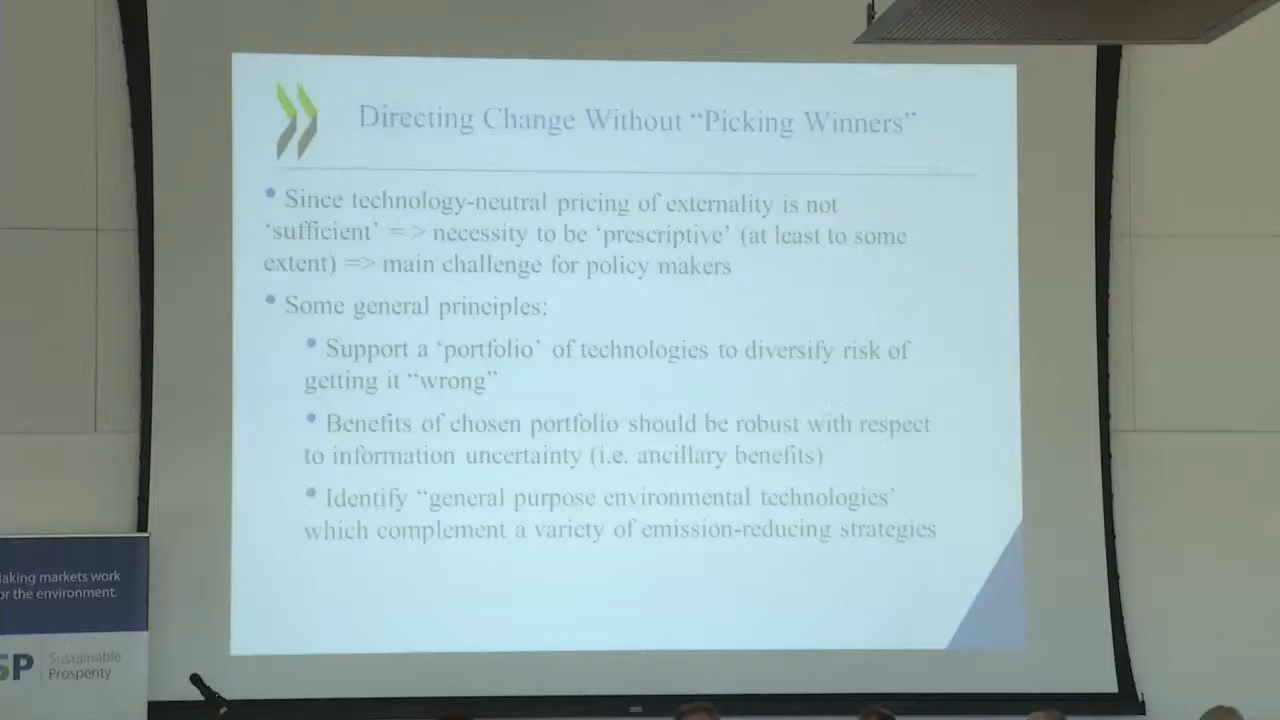 Directing Change Without “Picking Winners”
• Since technology-neutral pricing of externality is not
‘sufficient’ = > necessity to be ‘prescriptive’ (at least to some
extent) => main challenge for policy makers
• Some general principles:
• Support a ‘portfolio’ of technologies to diversify risk of
getting it “wrong”
• Benefits of chosen portfolio should be robust with respect
to information uncertainty (i.e. ancillary benefits)
• Identify “general purpose environmental technologies’
which complement a variety of emission-reducing strategies
aking markets work
or the environment.
SP
Sustainable
Prosperity